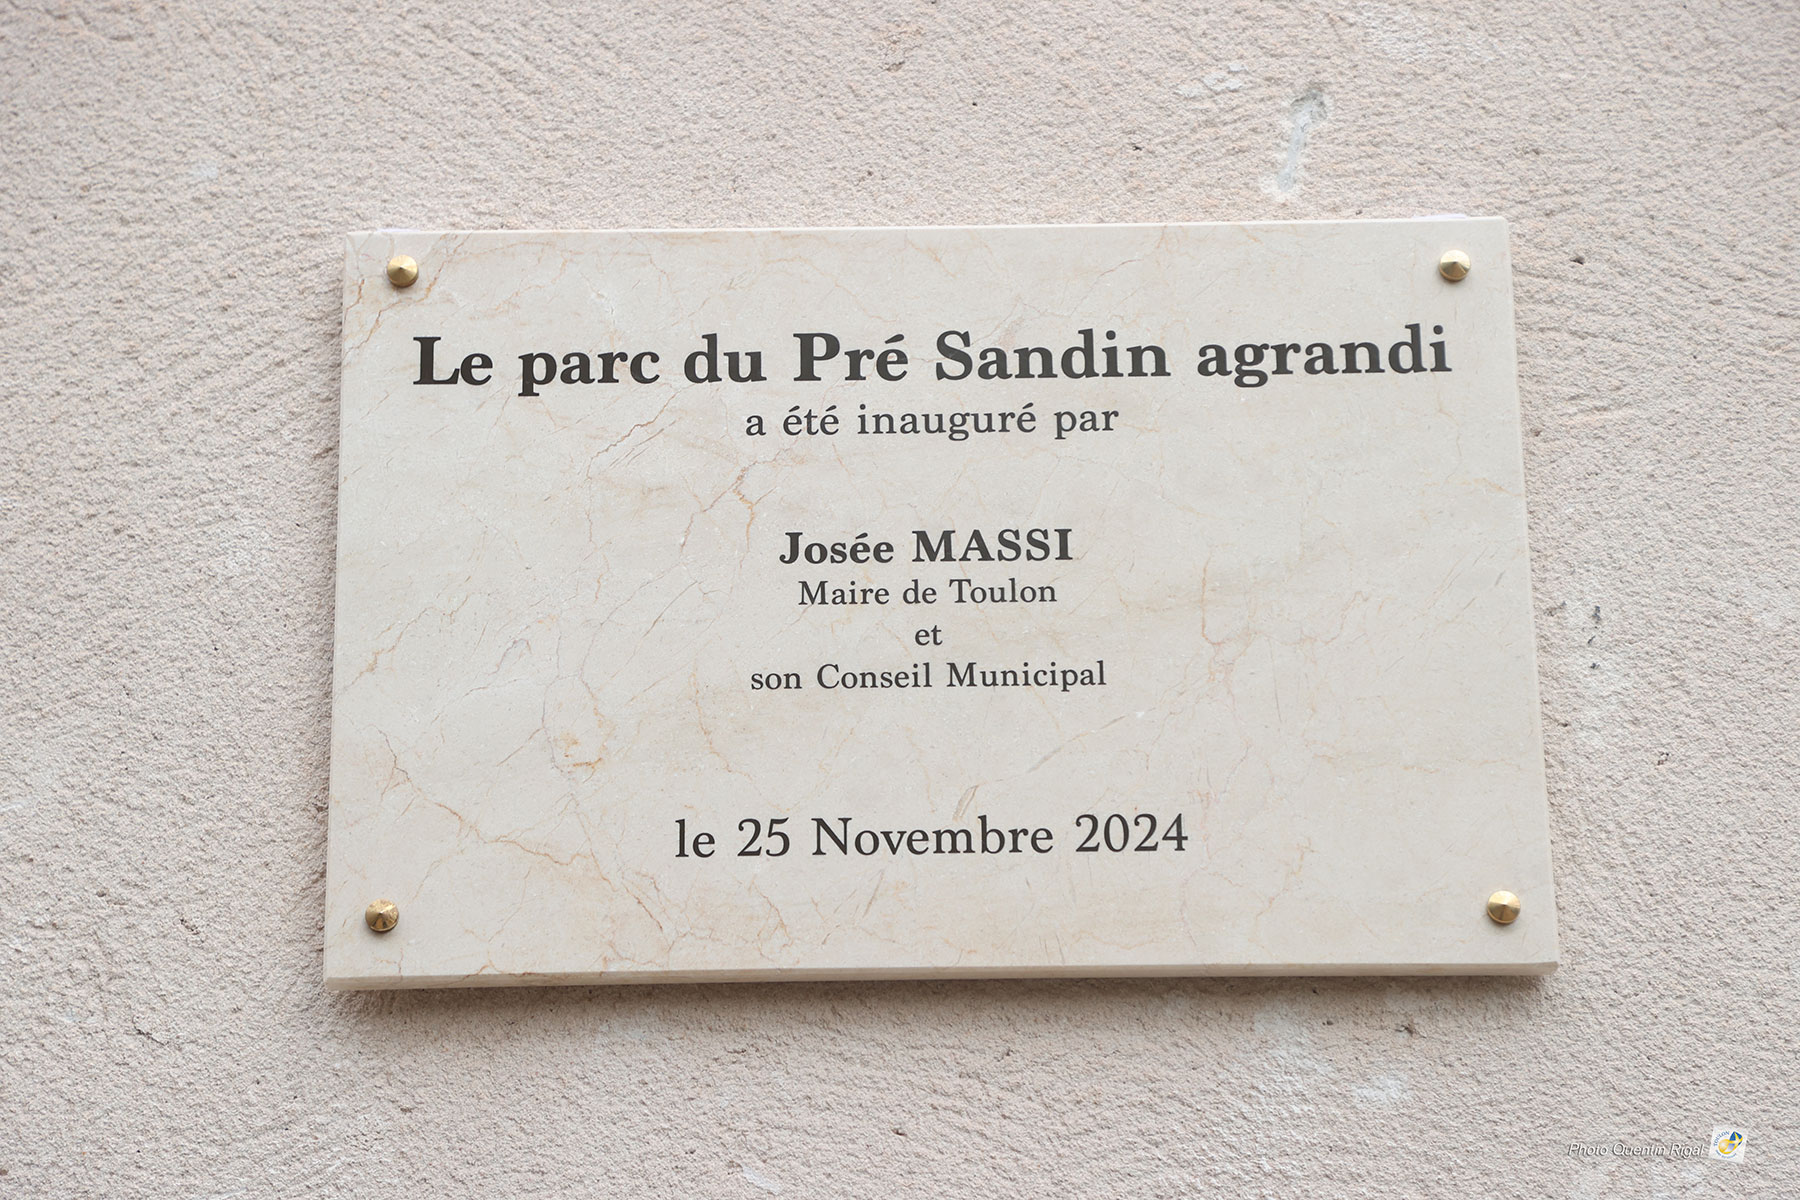 Le parc du Pré Sandin agrandi
a été inauguré par
Josée MASSI
Maire de Toulon
et
son Conseil Municipal
le 25 Novembre 2024
Photo Quentin Rigal
TOULON